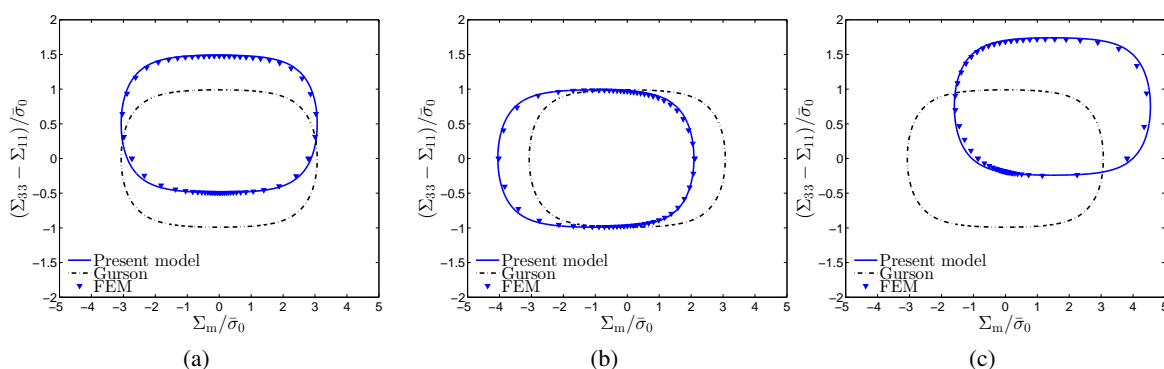 2
1.5
1
0.5
0
−0.5
−1
−1.5
−2
(Σ33 − Σ11)/σ̄0
Present model
Gurson
FEM
−5 −4 −3 −2 −1 0 1 2 3 4 5
Σm/σ̄0
(a)
2
1.5
1
0.5
0
−0.5
−1
−1.5
−2
(Σ33 − Σ11)/σ̄0
Present model
Gurson
FEM
−5 −4 −3 −2 −1 0 1 2 3 4 5
Σm/σ̄0
(b)
2
1.5
1
0.5
0
−0.5
−1
−1.5
−2
(Σ33 − Σ11)/σ̄0
Present model
Gurson
FEM
−5 −4 −3 −2 −1 0 1 2 3 4 5
Σm/σ̄0
(c)